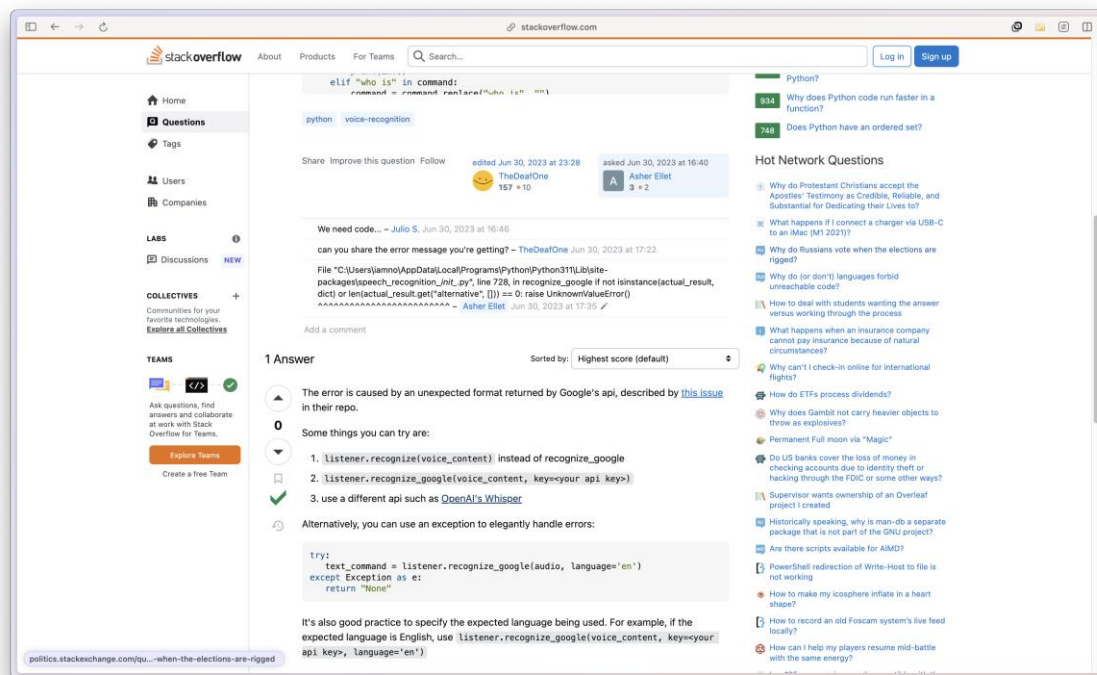 stackoverflow.com
stackoverflow
About
Products
For Teams
Search...
Log in
Sign up
Home
Questions
Tags
Users
Companies
LABS
Discussions
NEW
COLLECTIVES
+
Communities for your
favorite technologies.
Explore all Collectives
TEAMS
</>
Ask questions, find
answers and collaborate
at work with Stack
Overflow for Teams.
Explore Teams
Create a free Team
elif "who is" in command:
command = command.replace("who is", "")
python
voice-recognition
Share Improve this question Follow
edited Jun 30, 2023 at 23:28
TheDeafOne
157 ●10
asked Jun 30, 2023 at 16:40
A
Asher Ellet
3 ●2
We need code... – Julio S. Jun 30, 2023 at 16:46
can you share the error message you're getting? – TheDeafOne Jun 30, 2023 at 17:22
File "C:\Users\iamno\AppData\Local\Programs\Python\Python311\Lib\site-
packages\speech_recognition_init_.py", line 728, in recognize_google if not isinstance(actual_result,
dict) or len(actual_result.get("alternative", [])) == 0: raise UnknownValueError()
^^^^^^^^^^^^^^^^^^^^^^^^^ – Asher Ellet Jun 30, 2023 at 17:35
Add a comment
1 Answer
Sorted by:
Highest score (default)
0
The error is caused by an unexpected format returned by Google's api, described by this issue
in their repo.
Some things you can try are:
1. listener.recognize(voice_content) instead of recognize_google
2. listener.recognize_google(voice_content, key=<your api key>)
3. use a different api such as OpenAI's Whisper
Alternatively, you can use an exception to elegantly handle errors:
try:
text_command = listener.recognize_google(audio, language='en')
except Exception as e:
return "None"
It's also good practice to specify the expected language being used. For example, if the
expected language is English, use listener.recognize_google(voice_content, key=<your
api key>, language='en')
Python?
934
Why does Python code run faster in a
function?
748
Does Python have an ordered set?
Hot Network Questions
Why do Protestant Christians accept the
Apostles' Testimony as Credible, Reliable, and
Substantial for Dedicating their Lives to?
What happens if I connect a charger via USB-C
to an iMac (M1 2021)?
Why do Russians vote when the elections are
rigged?
Why do (or don't) languages forbid
unreachable code?
How to deal with students wanting the answer
versus working through the process
What happens when an insurance company
cannot pay insurance because of natural
circumstances?
Why can't I check-in online for international
flights?
How do ETFs process dividends?
Why does Gambit not carry heavier objects to
throw as explosives?
Permanent Full moon via "Magic"
Do US banks cover the loss of money in
checking accounts due to identity theft or
hacking through the FDIC or some other ways?
Supervisor wants ownership of an Overleaf
project I created
Historically speaking, why is man-db a separate
package that is not part of the GNU project?
Are there scripts available for AIMD?
PowerShell redirection of Write-Host to file is
not working
How to make my icosphere inflate in a heart
shape?
How to record an old Foscam system's live feed
locally?
How can I help my players resume mid-battle
with the same energy?
politics.stackexchange.com/qu...-when-the-elections-are-rigged